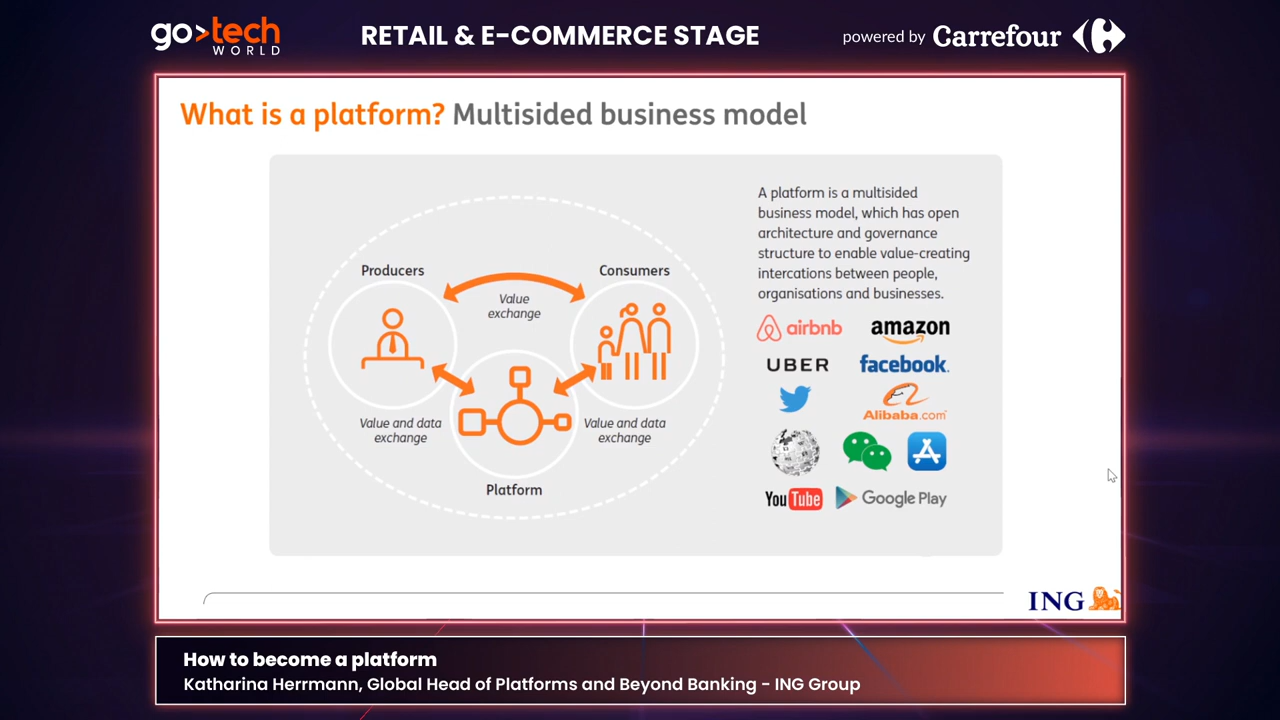 go>tech
WORLD
RETAIL & E-COMMERCE STAGE
powered by Carrefour
What is a platform? Multisided business model
Producers
Consumers
Value
exchange
Value and data
exchange
Value and data
exchange
Platform
A platform is a multisided
business model, which has open
architecture and governance
structure to enable value-creating
intercations between people,
organisations and businesses.
airbnb
amazon
UBER
facebook.
Alibaba.com
YouTube
Google Play
ING
How to become a platform
Katharina Herrmann, Global Head of Platforms and Beyond Banking - ING Group